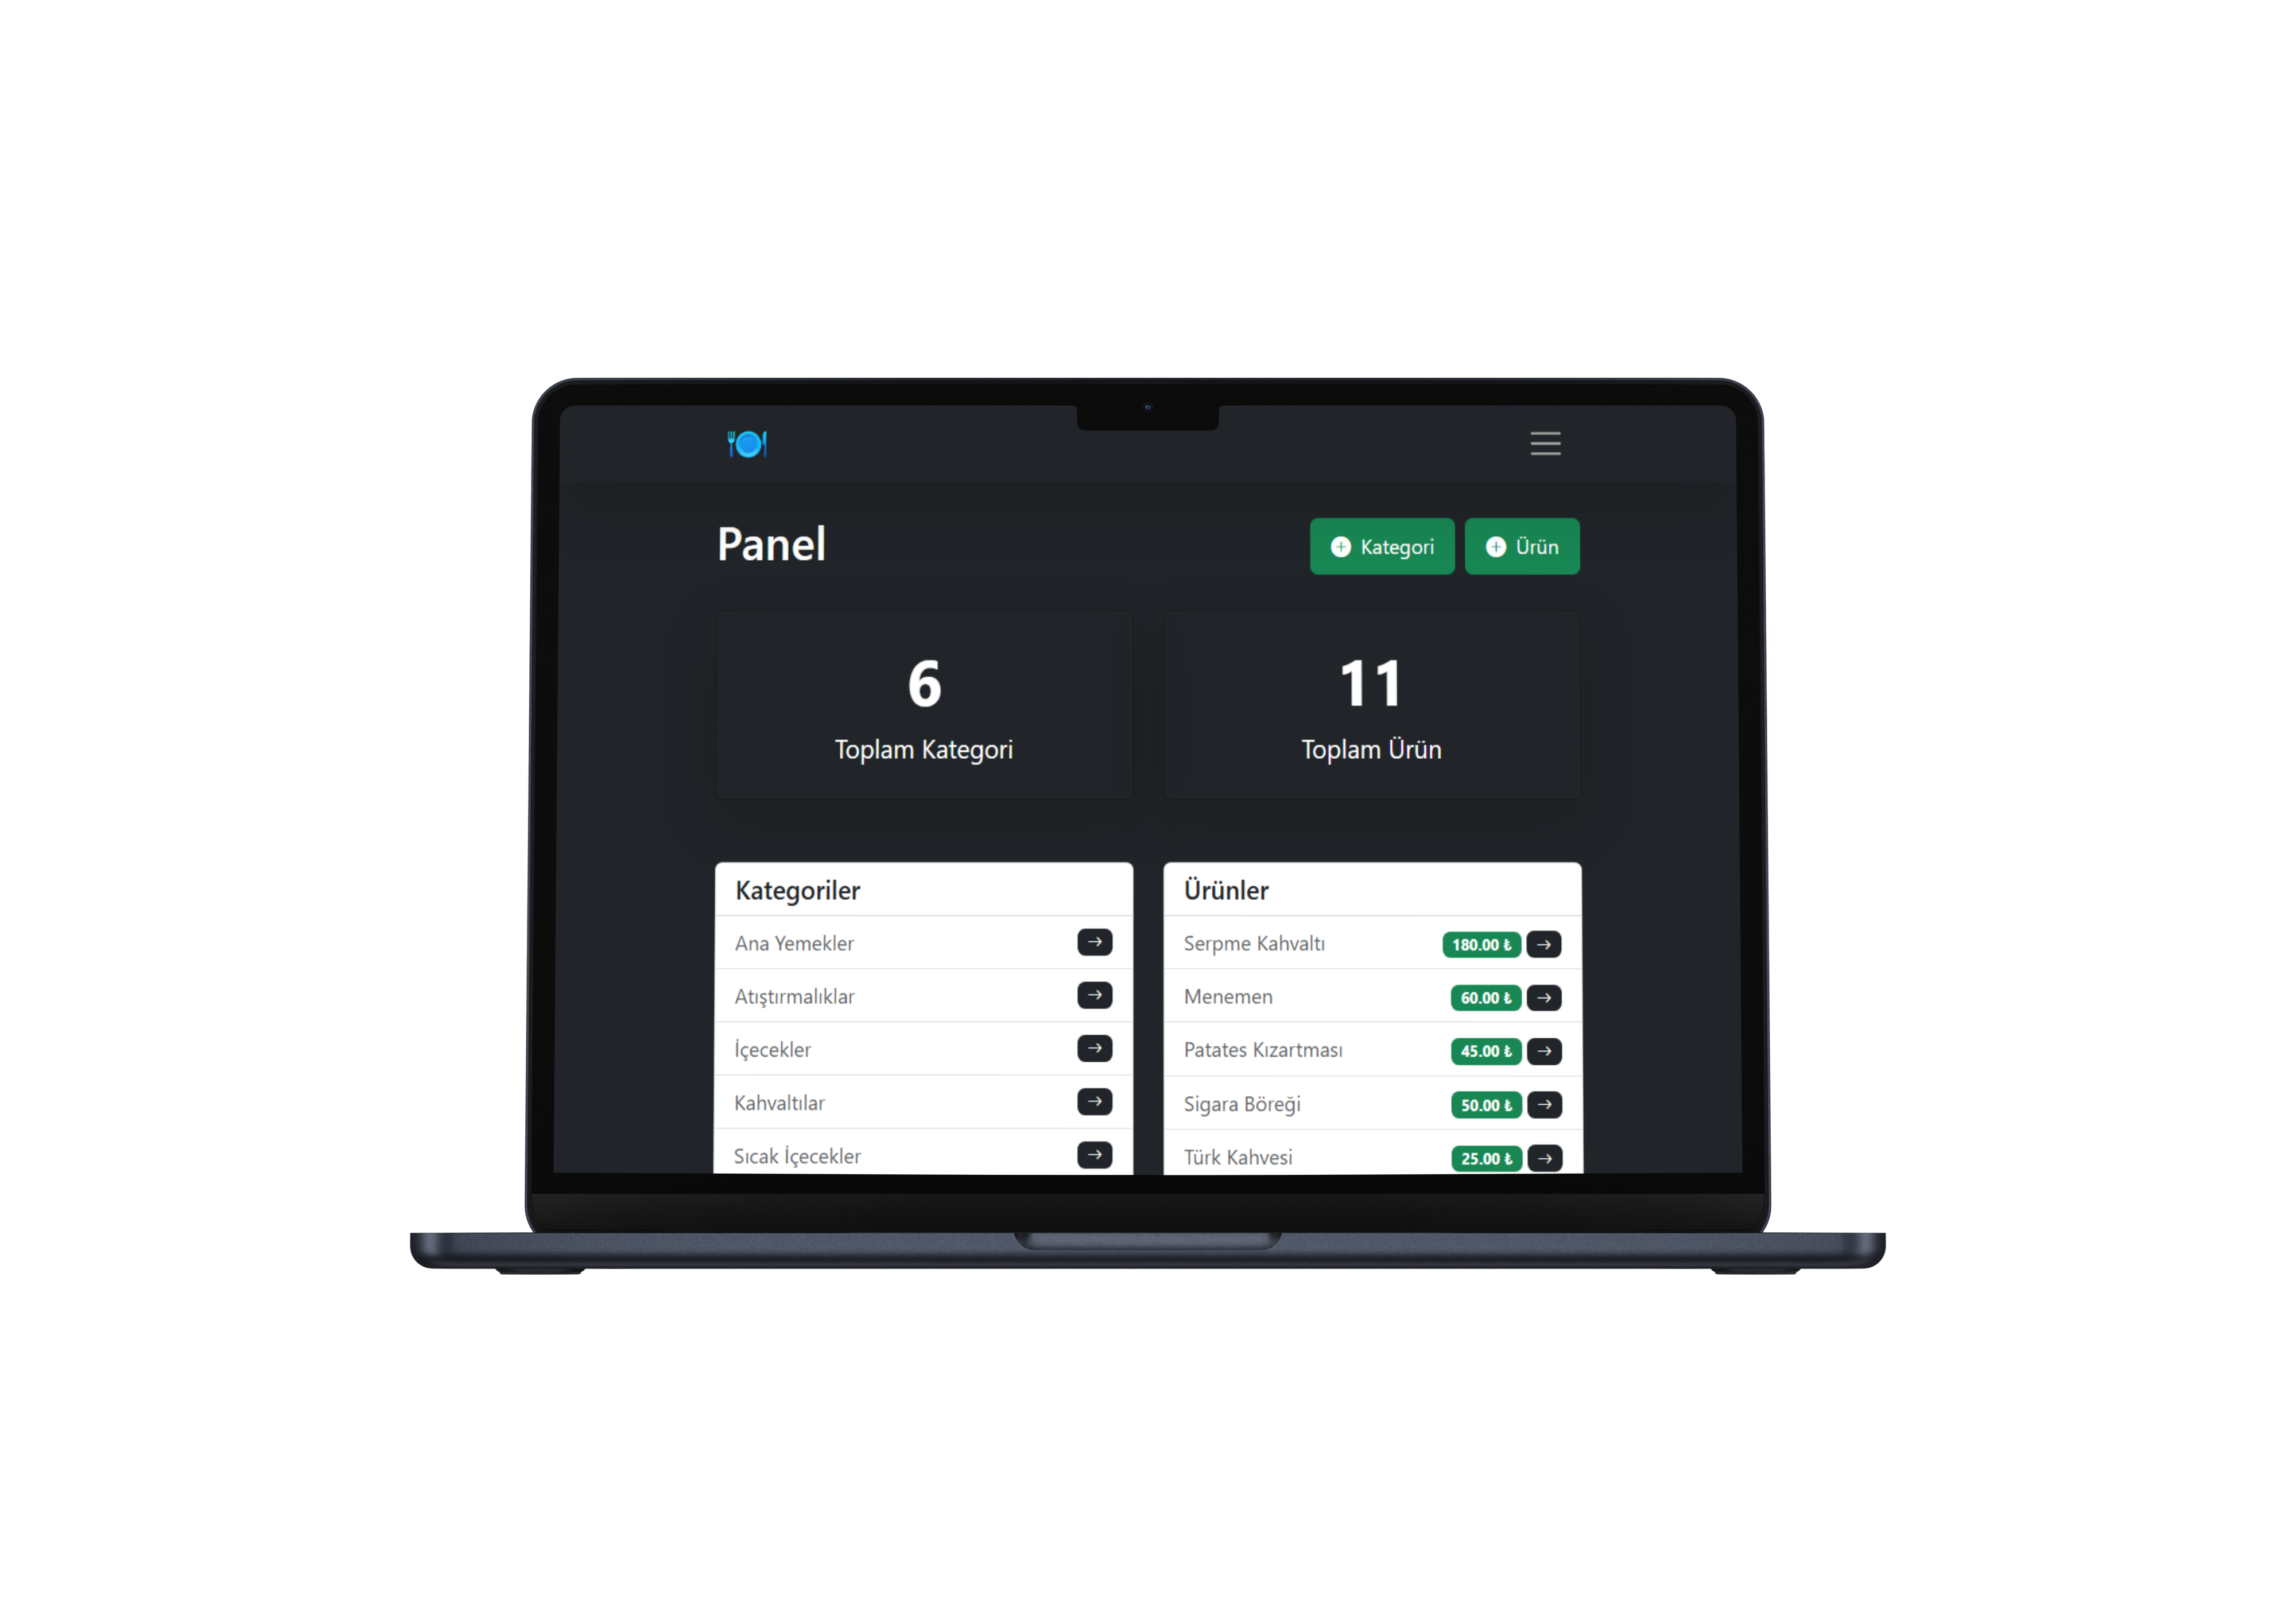 Panel
Kategori
Ürün
6
Toplam Kategori
11
Toplam Ürün
Kategoriler
Ana Yemekler
Atıştırmalıklar
İçecekler
Kahvaltılar
Sıcak İçecekler
Ürünler
Serpme Kahvaltı 180.00 ₺
Menemen 60.00 ₺
Patates Kızartması 45.00 ₺
Sigara Böreği 50.00 ₺
Türk Kahvesi 25.00 ₺